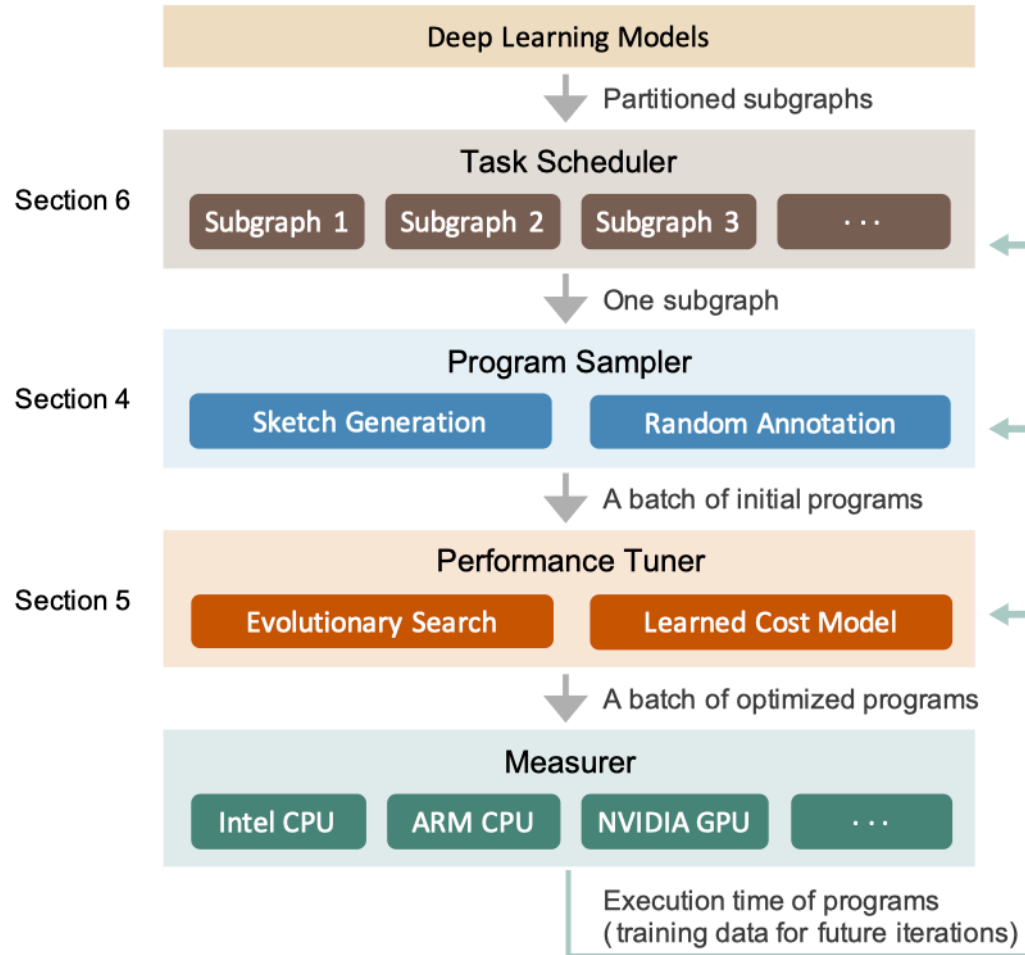 Deep Learning Models
Partitioned subgraphs
Task Scheduler
Section 6
Subgraph 1 Subgraph 2 Subgraph 3 ...
One subgraph
Program Sampler
Section 4
Sketch Generation Random Annotation
A batch of initial programs
Performance Tuner
Section 5
Evolutionary Search Learned Cost Model
A batch of optimized programs
Measurer
Intel CPU ARM CPU NVIDIA GPU ...
Execution time of programs
(training data for future iterations)